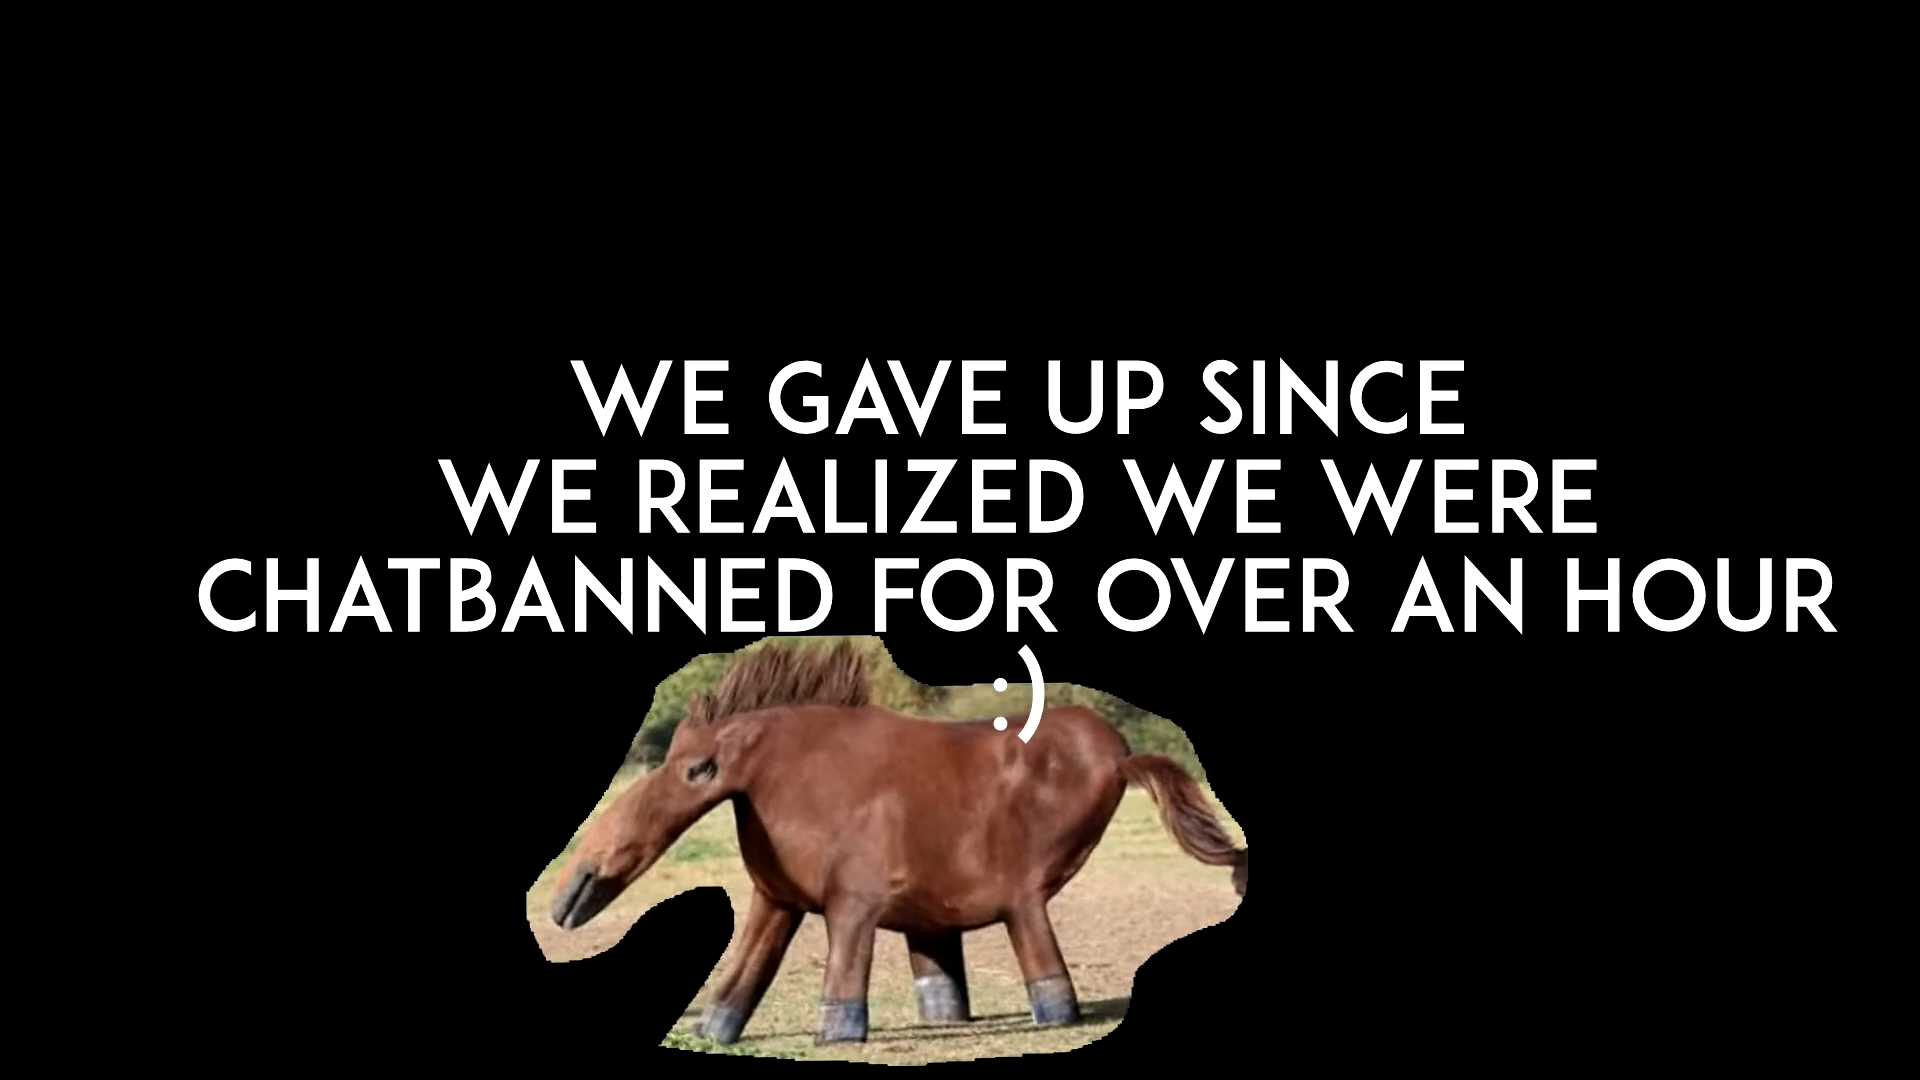 WE GAVE UP SINCE
WE REALIZED WE WERE
CHATBANNED FOR OVER AN HOUR
:)